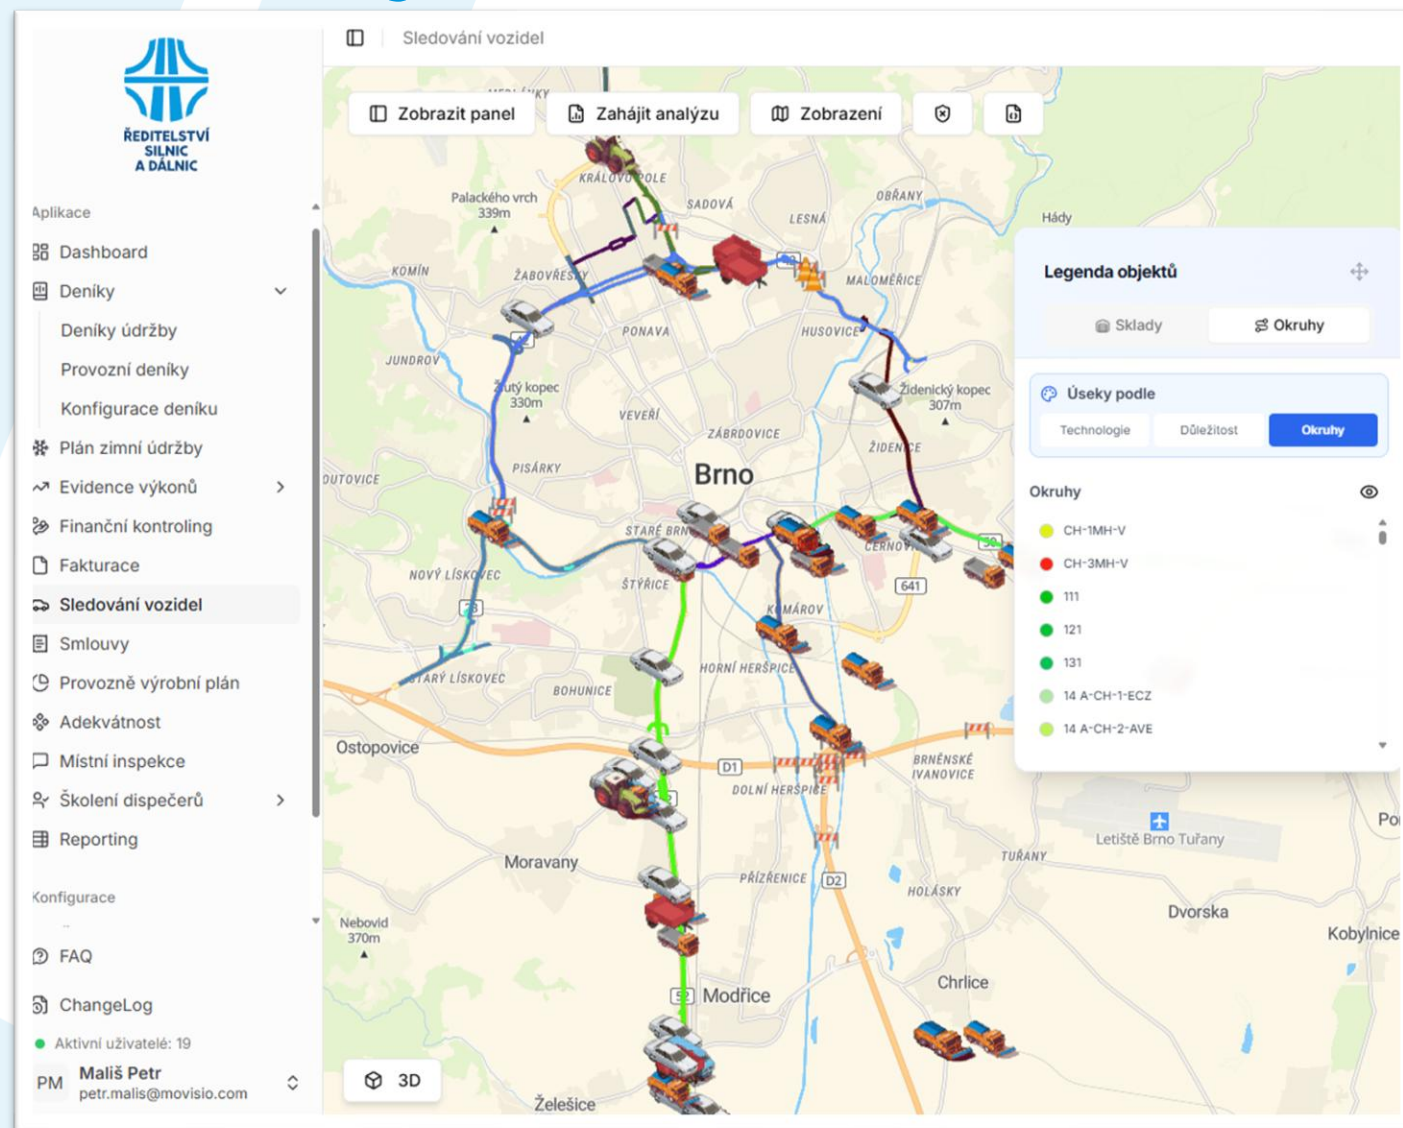 ŘEDITELSTVÍ
SILNIC
A DÁLNIC
Aplikace
Dashboard
Deníky
Deníky údržby
Provozní deníky
Konfigurace deníku
Plán zimní údržby
Evidence výkonů
Finanční kontroling
Fakturace
Sledování vozidel
Smlouvy
Provozně výrobní plán
Adekvátnost
Místní inspekce
Školení dispečerů
Reporting
Konfigurace
FAQ
ChangeLog
Aktivní uživatelé: 19
PM
Mališ Petr
petr.malis@movisio.com
Sledování vozidel
Zobrazit panel
Zahájit analýzu
Zobrazení
KRÁLOVO POLE
Palackého vrch
339m
SADOVÁ
LESNÁ
OBŘANY
Hády
KOMÍN
ŽABOVŘESKY
MALOMĚŘICE
PONAVA
HUSOVICE
JUNDROV
Žlutý kopec
330m
Židenický kopec
307m
VEVEŘÍ
ZÁBRDOVICE
ŽIDENICE
PISÁRKY
Brno
STARÉ BRN
NOVÝ LÍSKOVEC
ŠTÝŘICE
641
KOMÁROV
STARÝ LÍSKOVEC
HORNÍ HERŠPICE
BOHUNICE
Ostopovice
D1
BRNĚNSKÉ
IVANOVICE
DOLNÍ HERŠPICE
Letiště Brno Tuřany
Moravany
TUŘANY
PŘÍZŘENICE
D2
HOLÁSKY
Dvorska
Nebovid
370m
Kobylnice
Chrlice
52
Modřice
Želešice
3D
Legenda objektů
Sklady
Okruhy
Úseky podle
Technologie
Důležitost
Okruhy
Okruhy
CH-1MH-V
CH-3MH-V
111
121
131
14 A-CH-1-ECZ
14 A-CH-2-AVE